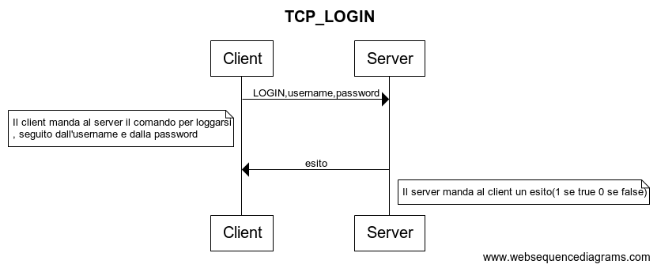 TCP_LOGIN
Client
Server
LOGIN,username,password
Il client manda al server il comando per loggarsi
, seguito dall'username e dalla password
esito
Il server manda al client un esito(1 se true 0 se false)
Client
Server
www.websequencediagrams.com